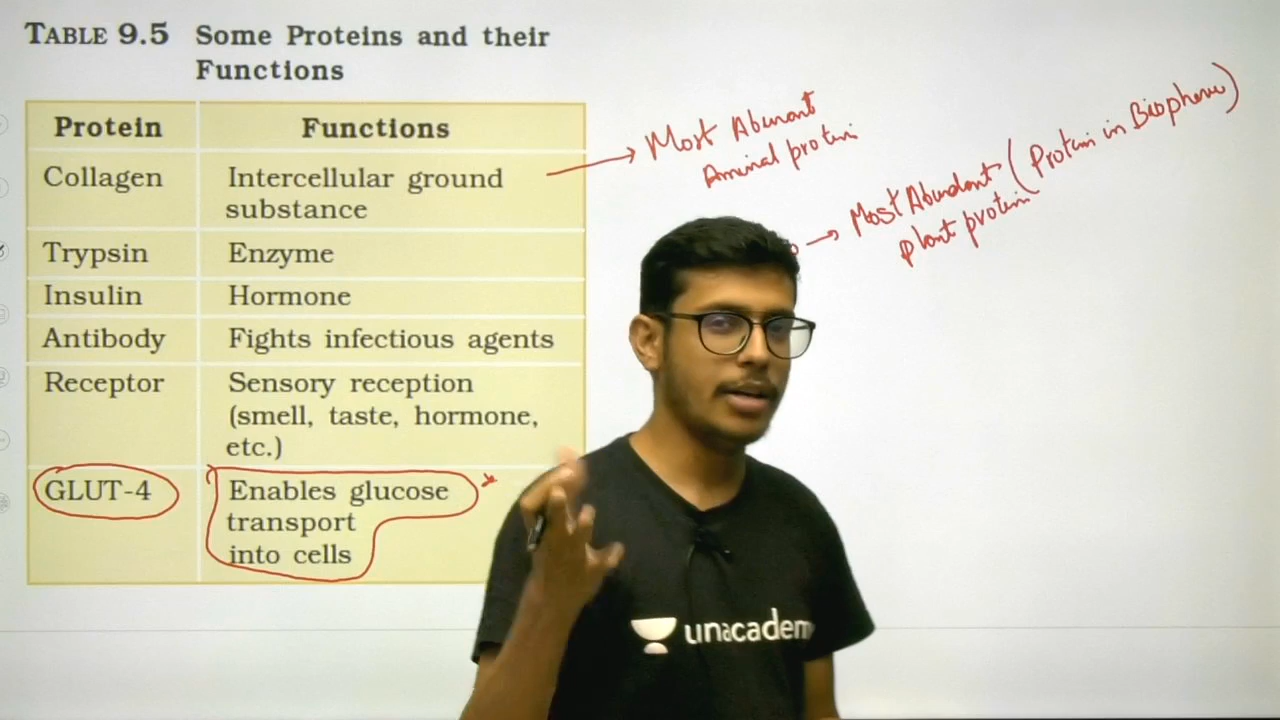 TABLE 9.5 Some Proteins and their
Functions
Protein Functions
Collagen Intercellular ground
substance
Trypsin Enzyme
Insulin Hormone
Antibody Fights infectious agents
Receptor Sensory reception
(smell, taste, hormone,
etc.)
GLUT-4 Enables glucose
transport
into cells
Most Abunant
Aminal protein
Most Abundant (Protein in Biosphere)
plant protein
unacadem